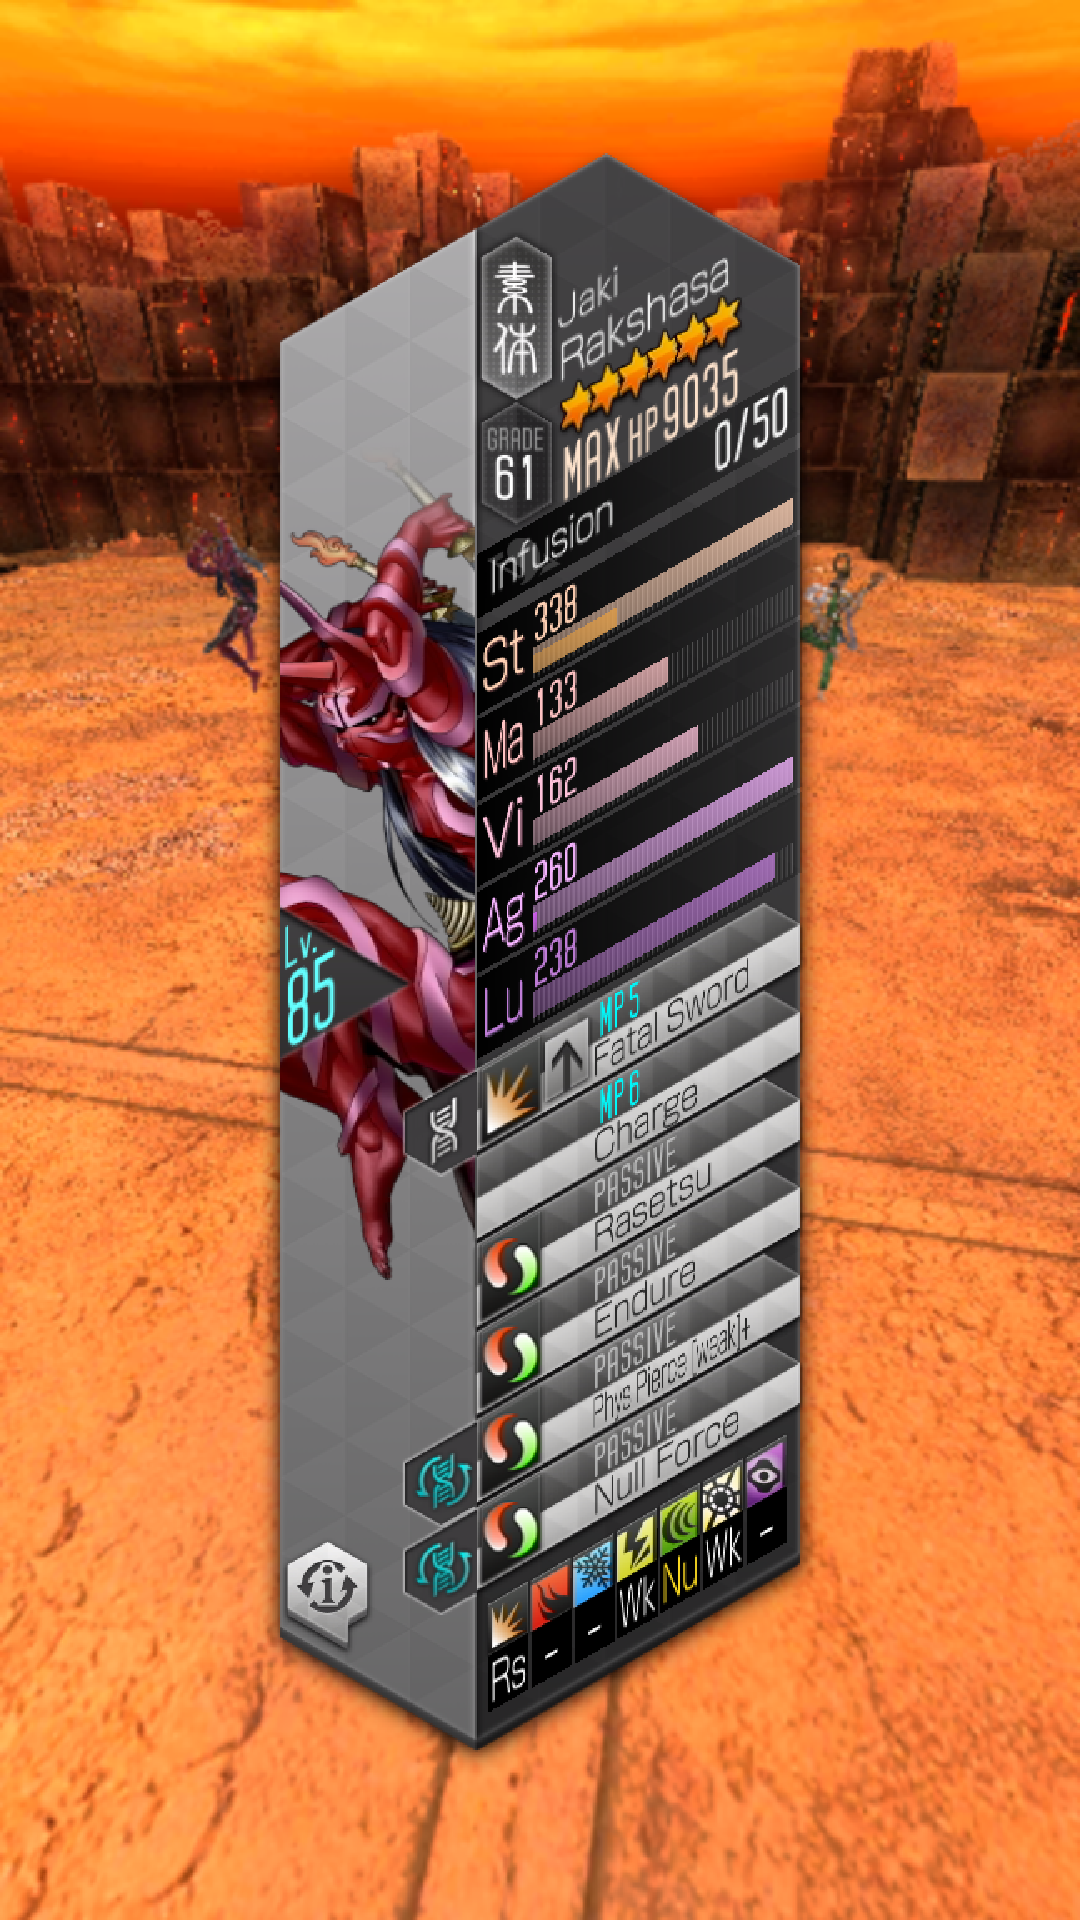 素体
Jaki
Rakshasa
GRADE
61
MAX HP 9035
0/50
Infusion
St 338
Ma 133
Vi 162
Ag 260
Lu 238
Lv.
85
MP 5
Fatal Sword
MP 6
Charge
PASSIVE
Rasetsu
PASSIVE
Endure
PASSIVE
Phys Pierce [weak]+
PASSIVE
Null Force
Rs - - Wk Nu Wk -
i